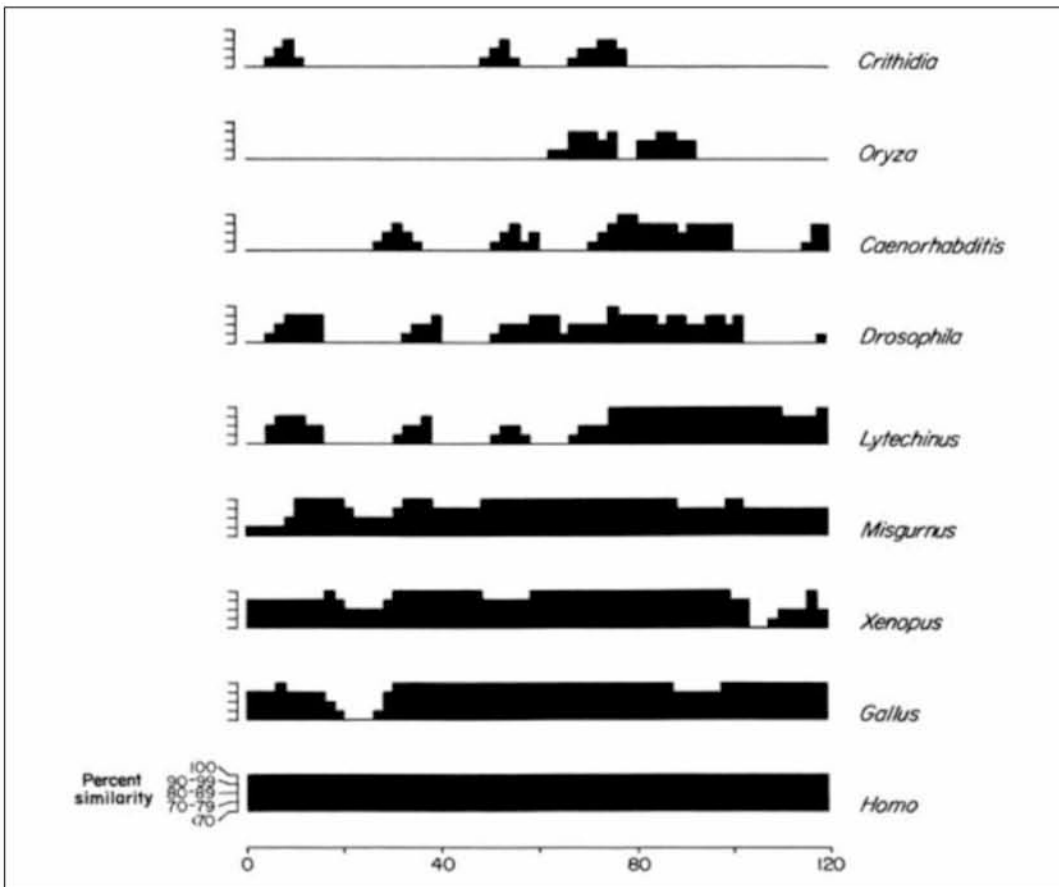 Crithidia
Oryza
Caenorhabditis
Drosophila
Lytechinus
Misgurnus
Xenopus
Gallus
Percent
similarity
100
90-99
80-89
70-79
<70
Homo
0 40 80 120